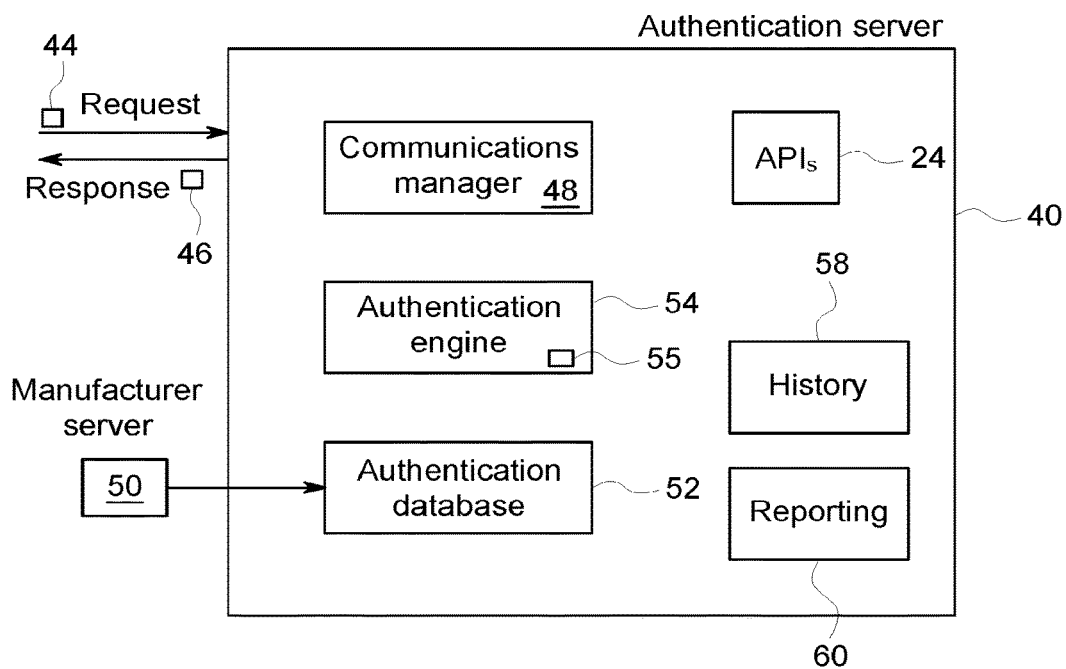 Authentication server
44
Request
Response
46
Communications
manager
48
APIs
24
40
Authentication
engine
54
55
58
History
Manufacturer
server
50
Authentication
database
52
Reporting
60